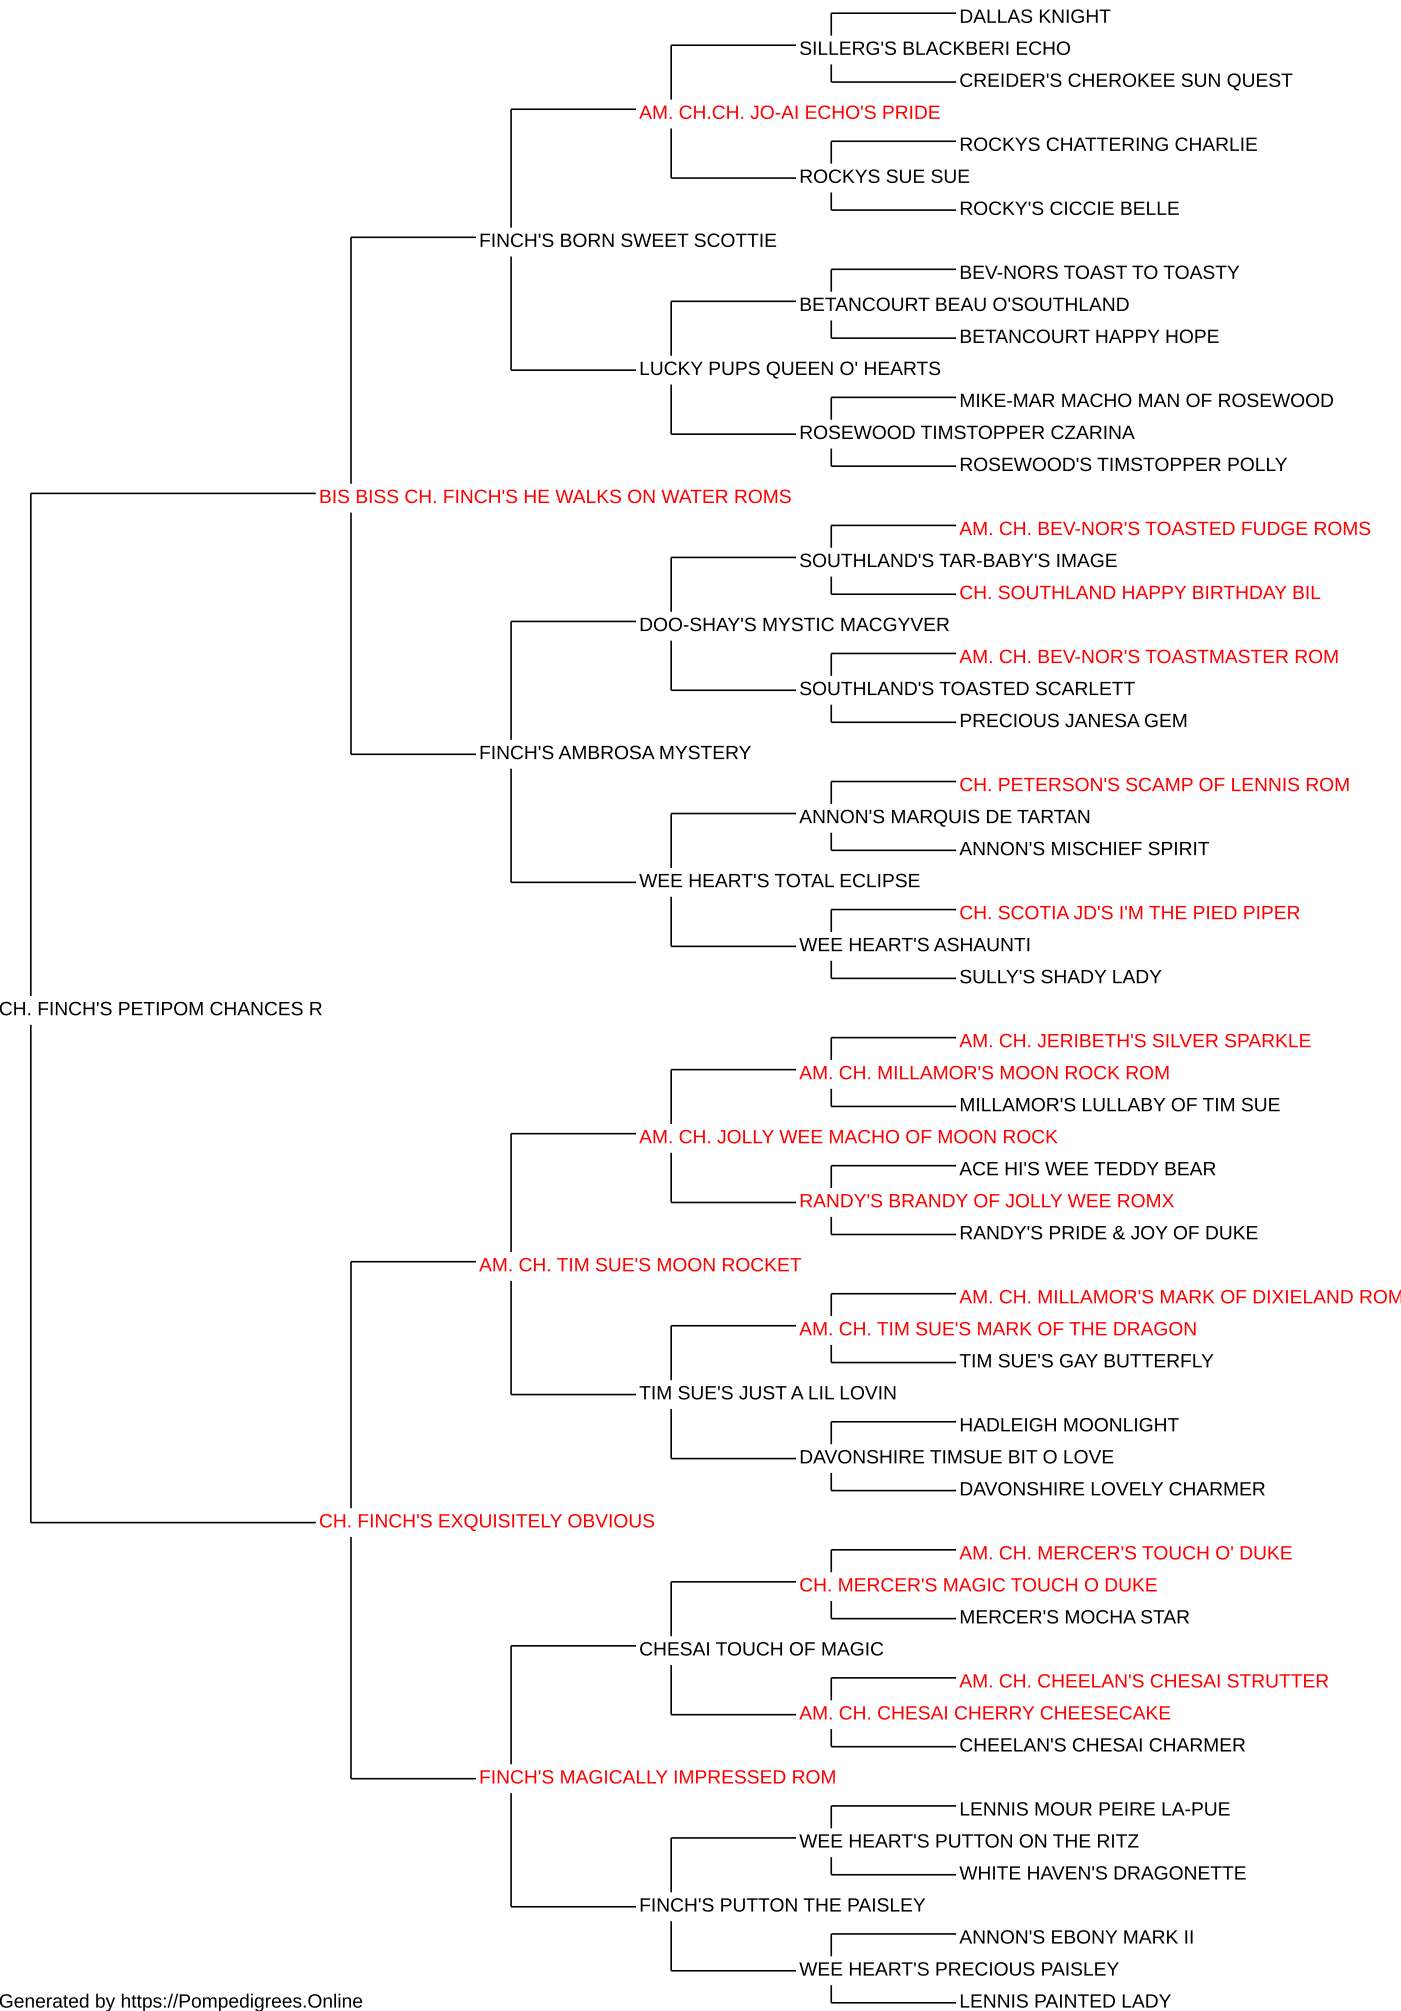 DALLAS KNIGHT
SILLERG'S BLACKBERI ECHO
CREIDER'S CHEROKEE SUN QUEST
AM. CH.CH. JO-AI ECHO'S PRIDE
ROCKYS CHATTERING CHARLIE
ROCKYS SUE SUE
ROCKY'S CICCIE BELLE
FINCH'S BORN SWEET SCOTTIE
BEV-NORS TOAST TO TOASTY
BETANCOURT BEAU O'SOUTHLAND
BETANCOURT HAPPY HOPE
LUCKY PUPS QUEEN O' HEARTS
MIKE-MAR MACHO MAN OF ROSEWOOD
ROSEWOOD TIMSTOPPER CZARINA
ROSEWOOD'S TIMSTOPPER POLLY
BIS BISS CH. FINCH'S HE WALKS ON WATER ROMS
AM. CH. BEV-NOR'S TOASTED FUDGE ROMS
SOUTHLAND'S TAR-BABY'S IMAGE
CH. SOUTHLAND HAPPY BIRTHDAY BIL
DOO-SHAY'S MYSTIC MACGYVER
AM. CH. BEV-NOR'S TOASTMASTER ROM
SOUTHLAND'S TOASTED SCARLETT
PRECIOUS JANESA GEM
FINCH'S AMBROSA MYSTERY
CH. PETERSON'S SCAMP OF LENNIS ROM
ANNON'S MARQUIS DE TARTAN
ANNON'S MISCHIEF SPIRIT
WEE HEART'S TOTAL ECLIPSE
CH. SCOTIA JD'S I'M THE PIED PIPER
WEE HEART'S ASHAUNTI
SULLY'S SHADY LADY
CH. FINCH'S PETIPOM CHANCES R
AM. CH. JERIBETH'S SILVER SPARKLE
AM. CH. MILLAMOR'S MOON ROCK ROM
MILLAMOR'S LULLABY OF TIM SUE
AM. CH. JOLLY WEE MACHO OF MOON ROCK
ACE HI'S WEE TEDDY BEAR
RANDY'S BRANDY OF JOLLY WEE ROMX
RANDY'S PRIDE & JOY OF DUKE
AM. CH. TIM SUE'S MOON ROCKET
AM. CH. MILLAMOR'S MARK OF DIXIELAND ROM
AM. CH. TIM SUE'S MARK OF THE DRAGON
TIM SUE'S GAY BUTTERFLY
TIM SUE'S JUST A LIL LOVIN
HADLEIGH MOONLIGHT
DAVONSHIRE TIMSUE BIT O LOVE
DAVONSHIRE LOVELY CHARMER
CH. FINCH'S EXQUISITELY OBVIOUS
AM. CH. MERCER'S TOUCH O' DUKE
CH. MERCER'S MAGIC TOUCH O DUKE
MERCER'S MOCHA STAR
CHESAI TOUCH OF MAGIC
AM. CH. CHEELAN'S CHESAI STRUTTER
AM. CH. CHESAI CHERRY CHEESECAKE
CHEELAN'S CHESAI CHARMER
FINCH'S MAGICALLY IMPRESSED ROM
LENNIS MOUR PEIRE LA-PUE
WEE HEART'S PUTTON ON THE RITZ
WHITE HAVEN'S DRAGONETTE
FINCH'S PUTTON THE PAISLEY
ANNON'S EBONY MARK II
WEE HEART'S PRECIOUS PAISLEY
LENNIS PAINTED LADY
Generated by https://Pompedigrees.Online